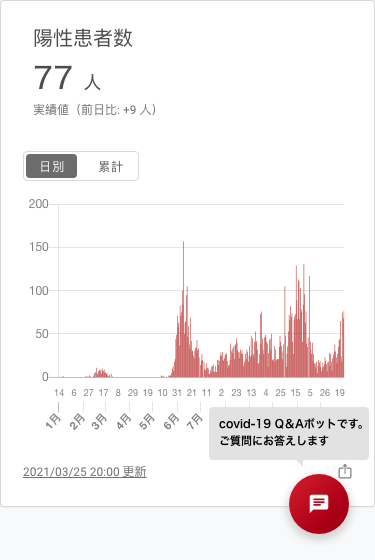 陽性患者数
77 人
実績値（前日比: +9 人）
日別 累計
200
150
100
50
0
14 6 27 17 8 29 19 10 31 21 11 2 23 13 4 25 15 5 26 19
1月 2月 3月 4月 5月 6月 7月
covid-19 Q&Aボットです。
ご質問にお答えします
2021/03/25 20:00 更新